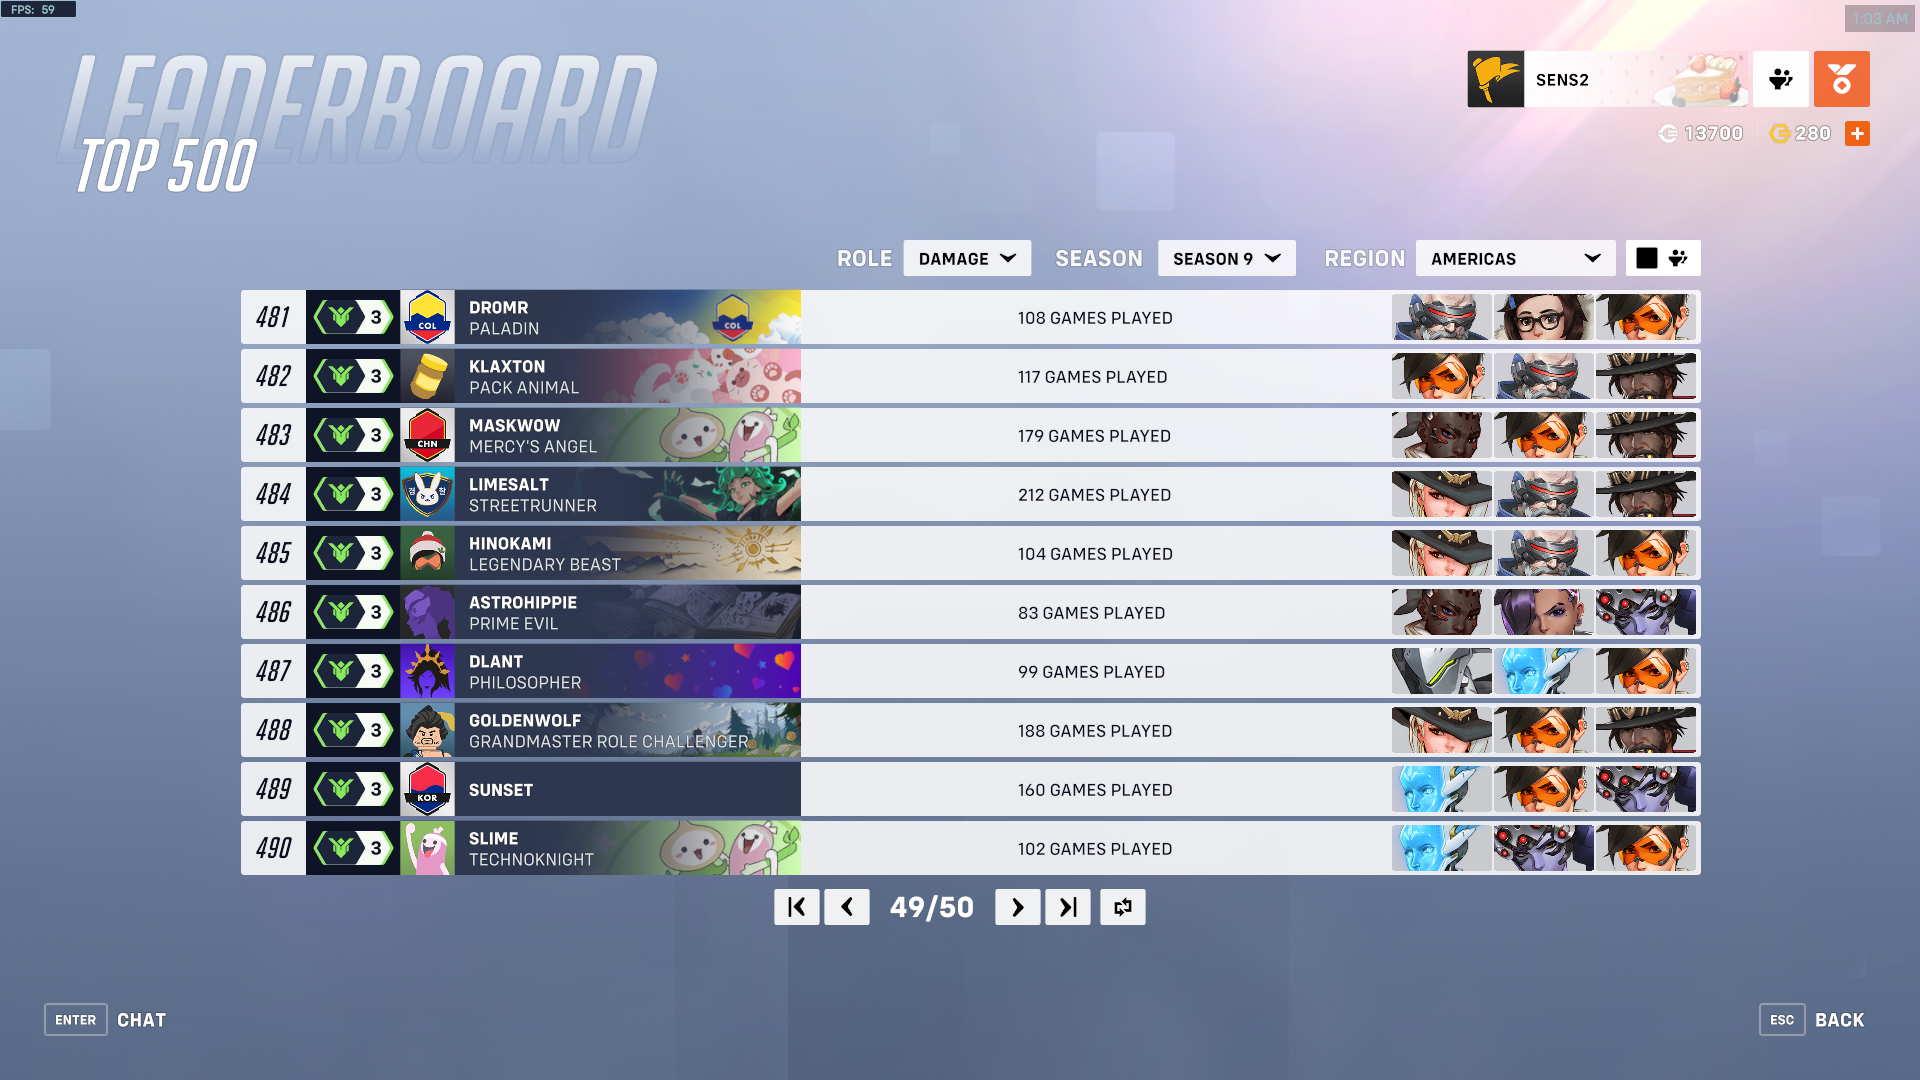 FPS: 59
1:03 AM
LEADERBOARD
TOP 500
SENS2
13700
280
ROLE DAMAGE SEASON SEASON 9 REGION AMERICAS
481 3 COL DR0MR PALADIN COL 108 GAMES PLAYED
482 3 KLAXTON PACK ANIMAL 117 GAMES PLAYED
483 3 CHN MASKWOW MERCY'S ANGEL 179 GAMES PLAYED
484 3 LIMESALT STREETRUNNER 212 GAMES PLAYED
485 3 HINOKAMI LEGENDARY BEAST 104 GAMES PLAYED
486 3 ASTROHIPPIE PRIME EVIL 83 GAMES PLAYED
487 3 DLANT PHILOSOPHER 99 GAMES PLAYED
488 3 GOLDENWOLF GRANDMASTER ROLE CHALLENGER 188 GAMES PLAYED
489 3 KOR SUNSET 160 GAMES PLAYED
490 3 SLIME TECHNOKNIGHT 102 GAMES PLAYED
49/50
ENTER CHAT
ESC BACK